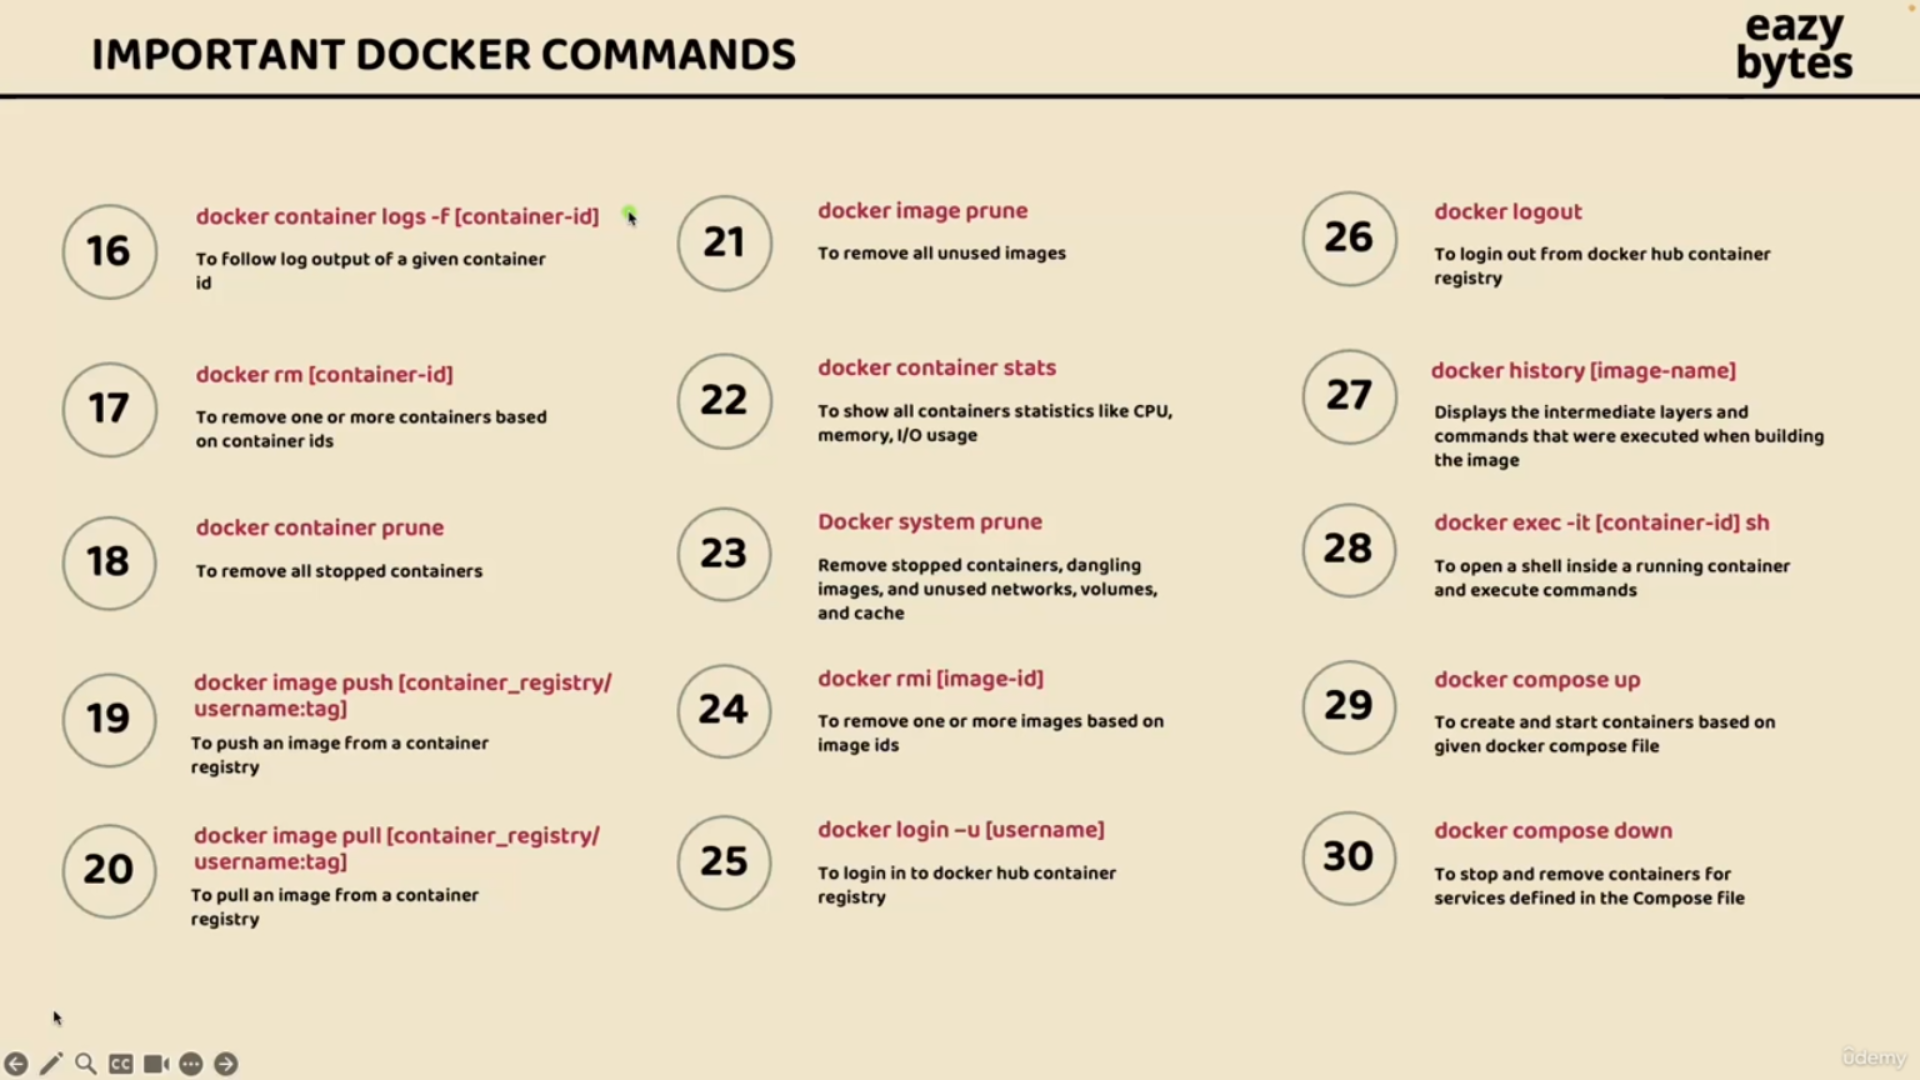 IMPORTANT DOCKER COMMANDS
eazy
bytes
16
docker container logs -f [container-id]
To follow log output of a given container
id
17
docker rm [container-id]
To remove one or more containers based
on container ids
18
docker container prune
To remove all stopped containers
19
docker image push [container_registry/
username:tag]
To push an image from a container
registry
20
docker image pull [container_registry/
username:tag]
To pull an image from a container
registry
21
docker image prune
To remove all unused images
22
docker container stats
To show all containers statistics like CPU,
memory, I/O usage
23
Docker system prune
Remove stopped containers, dangling
images, and unused networks, volumes,
and cache
24
docker rmi [image-id]
To remove one or more images based on
image ids
25
docker login –u [username]
To login in to docker hub container
registry
26
docker logout
To login out from docker hub container
registry
27
docker history [image-name]
Displays the intermediate layers and
commands that were executed when building
the image
28
docker exec -it [container-id] sh
To open a shell inside a running container
and execute commands
29
docker compose up
To create and start containers based on
given docker compose file
30
docker compose down
To stop and remove containers for
services defined in the Compose file
CC
ûdemy